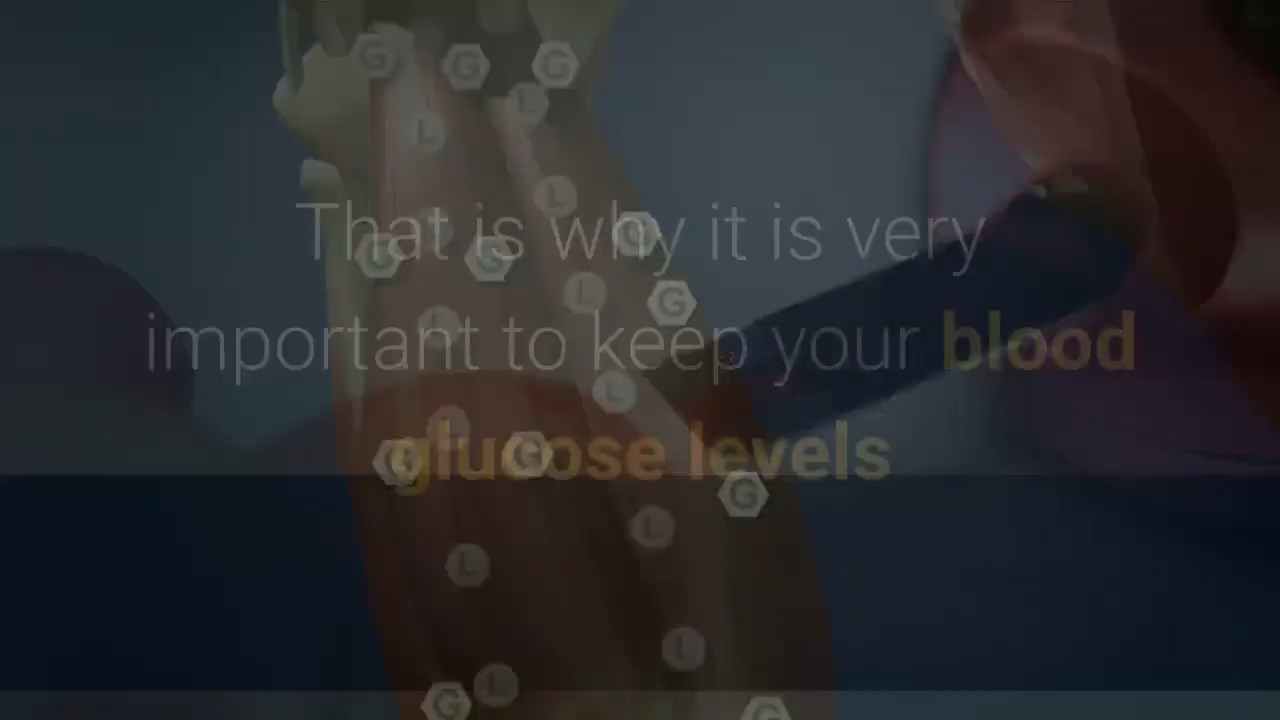 G G G
L L
L
That is why it is very
L G
G G
L G
L
important to keep your blood
L
L
glucose levels
G G
G
L
L
L
L
G G